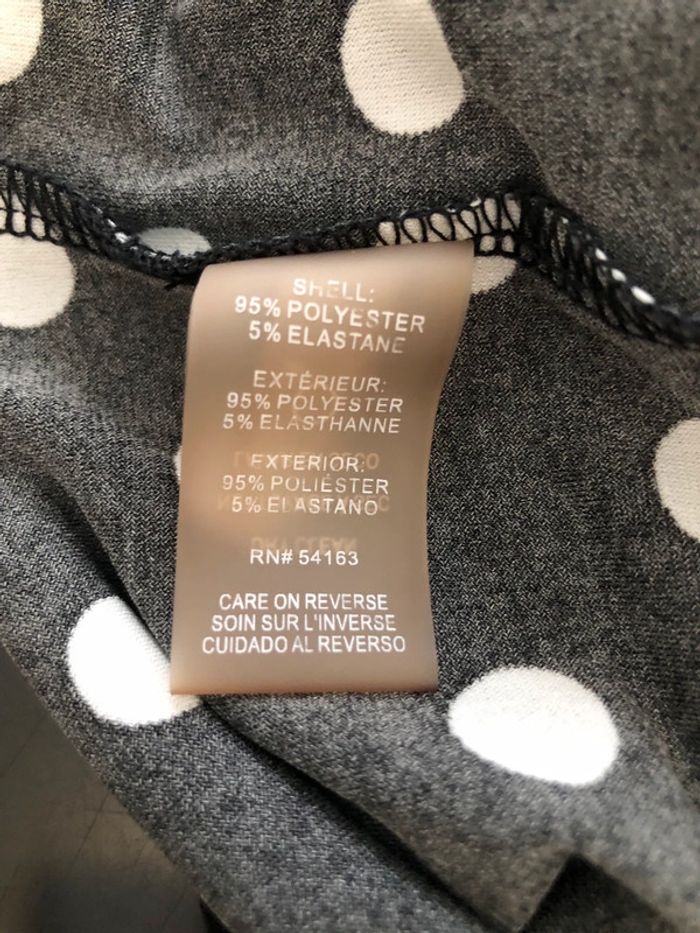 SHELL:
95% POLYESTER
5% ELASTANE
EXTÉRIEUR:
95% POLYESTER
5% ELASTHANNE
EXTERIOR:
95% POLIÉSTER
5% ELASTANO
RN# 54163
CARE ON REVERSE
SOIN SUR L'INVERSE
CUIDADO AL REVERSO